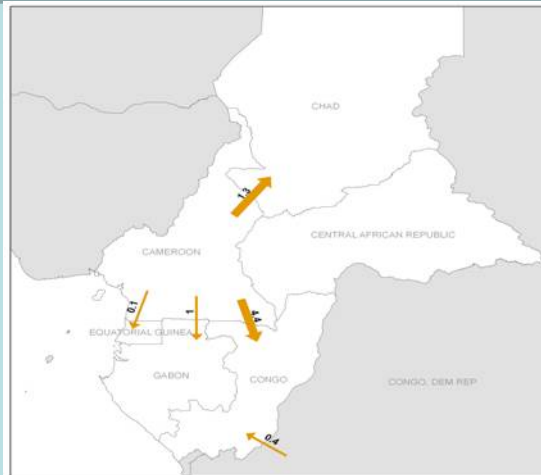 CHAD
1.3
CENTRAL AFRICAN REPUBLIC
CAMEROON
0.1
1
4.4
EQUATORIAL GUINEA
GABON
CONGO
CONGO, DEM REP
0.4